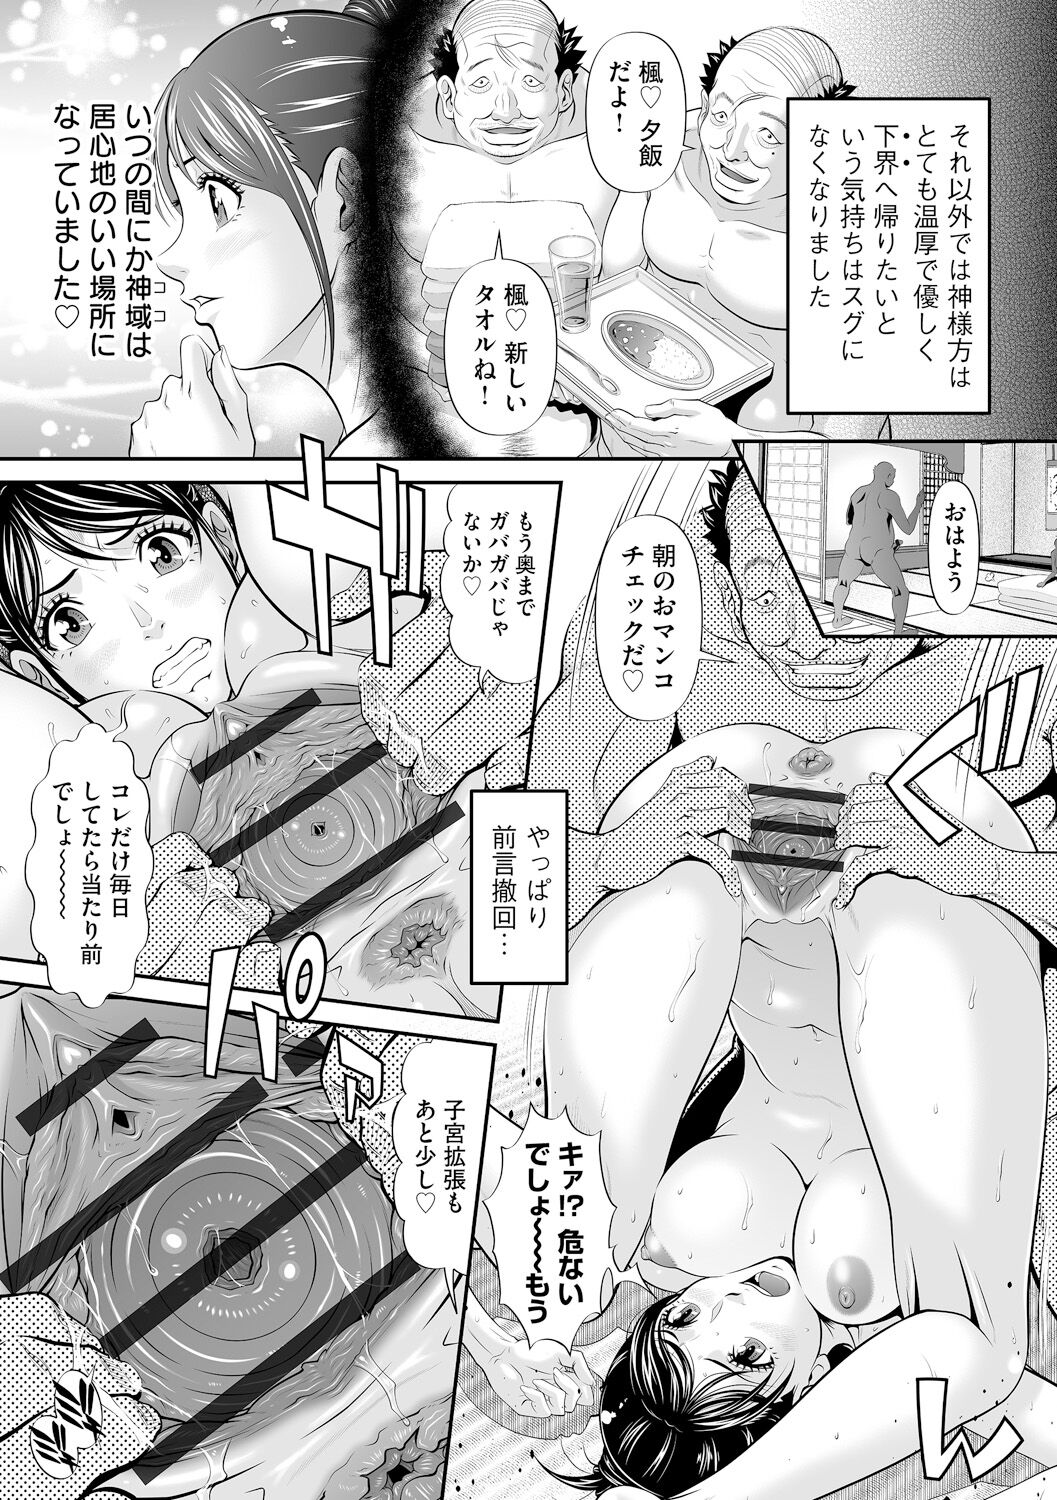 それ以外では神様方は
とても温厚で優しく
下界へ帰りたいと
いう気持ちはスグに
なくなりました
楓♡ 夕飯
だよ！
楓♡ 新しい
タオルね！
いつの間にか神域は
ココ
居心地のいい場所に
なっていました♡
おはよう
朝のおマンコ
チェックだ♡
ぐ
キァ!? 危ない
でしょ〜〜〜もう
やっぱり
前言撤回…
もう奥まで
ガバガバじゃ
ないか♡
コレだけ毎日
してたら当たり前
でしょ〜〜〜〜
子宮拡張も
あと少し♡